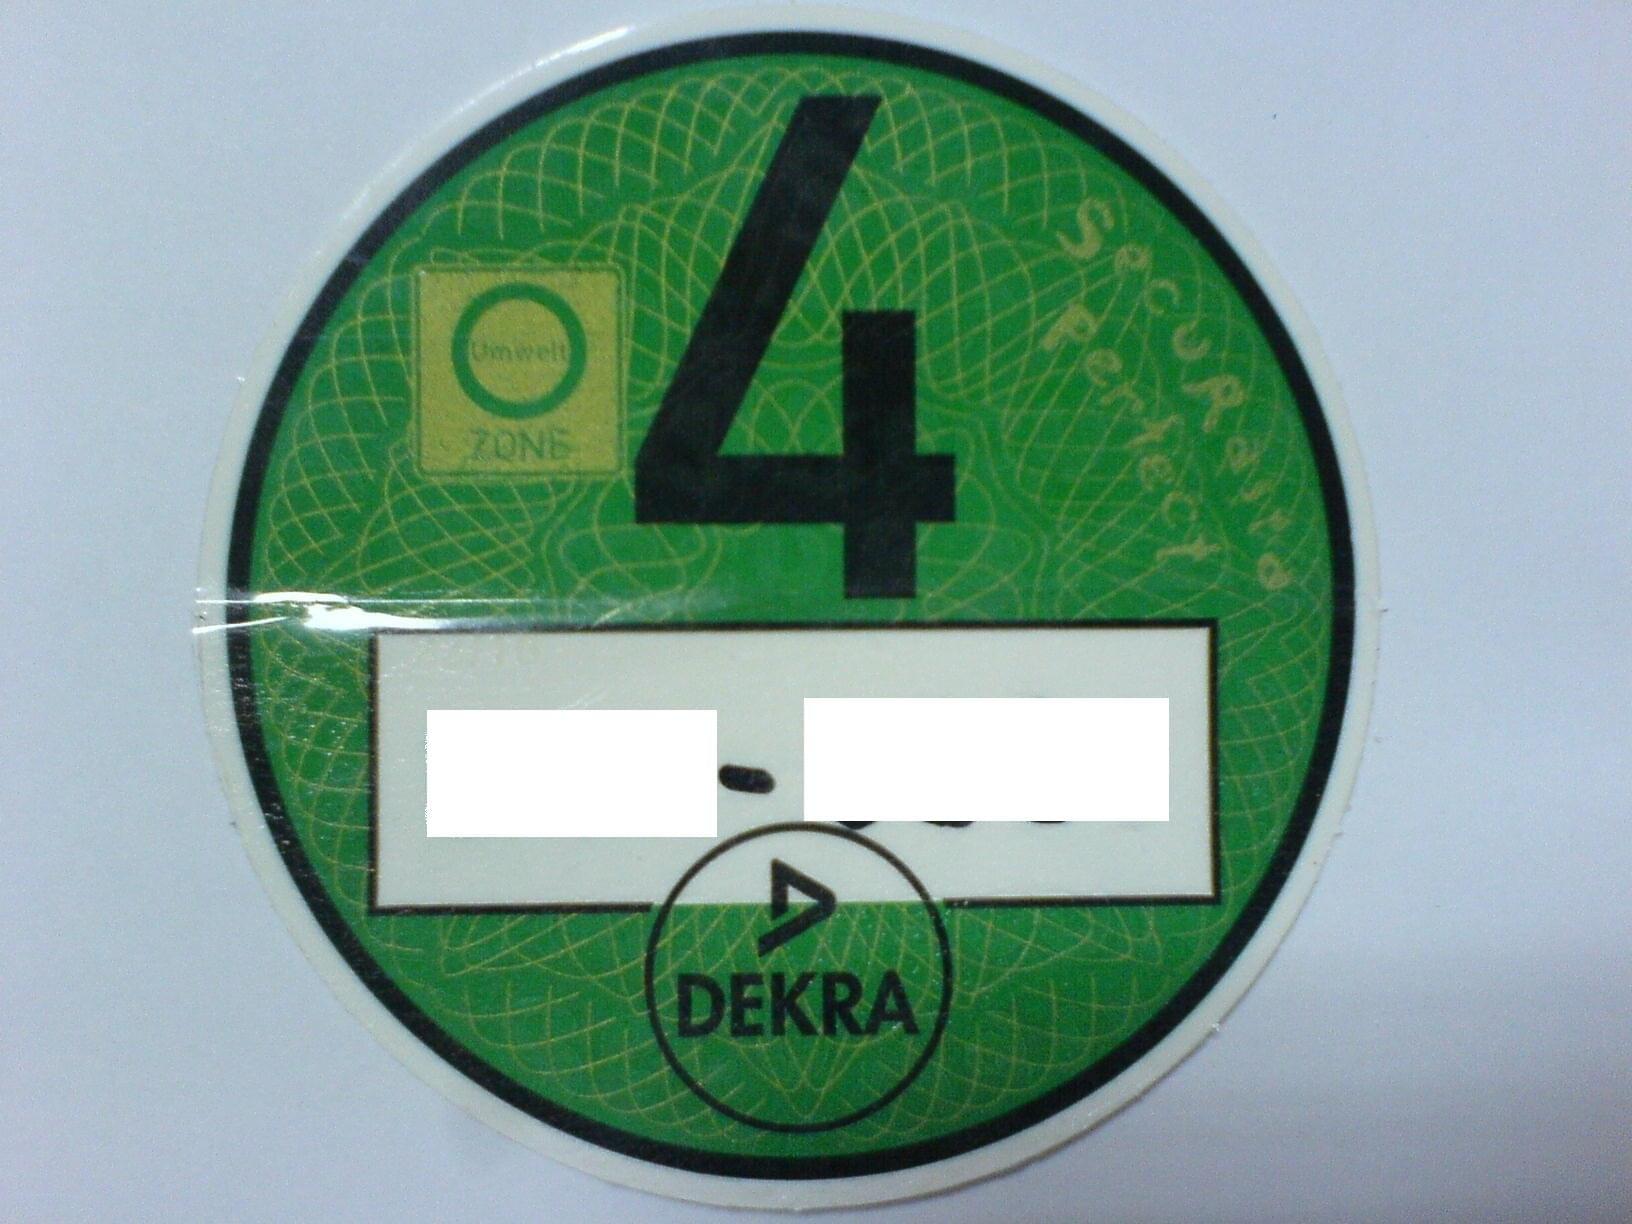 4
Umwelt
ZONE
SecuRasta
Perfect
-
DEKRA